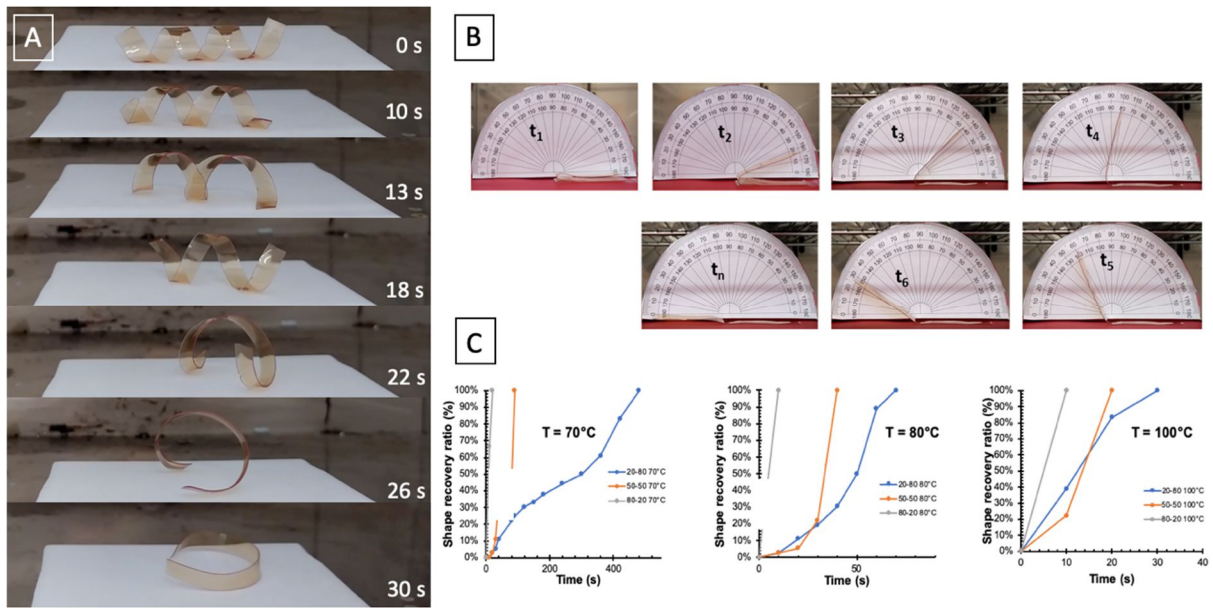 A
0 s
10 s
13 s
18 s
22 s
26 s
30 s
B
t1
t2
t3
t4
tn
t6
t5
C
Shape recovery ratio (%)
100%
90%
80%
70%
60%
50%
40%
30%
20%
10%
0%
T = 70°C
20-80 70°C
50-50 70°C
80-20 70°C
0 200 400
Time (s)
Shape recovery ratio (%)
100%
90%
80%
70%
60%
50%
40%
30%
20%
10%
0%
T = 80°C
20-80 80°C
50-50 80°C
80-20 80°C
0 50
Time (s)
Shape recovery ratio (%)
100%
90%
80%
70%
60%
50%
40%
30%
20%
10%
0%
T = 100°C
20-80 100°C
50-50 100°C
80-20 100°C
0 10 20 30
Time (s)